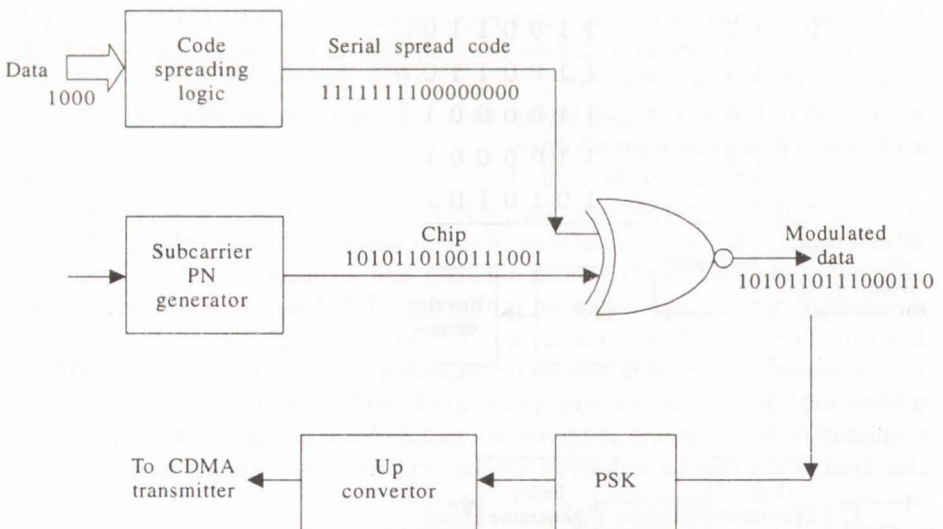 Code
spreading
logic
Data
1000
Serial spread code
111111111000000000
Subcarrier
PN
generator
Chip
1010110100111001
Modulated
data
1010110111000110
To CDMA
transmitter
Up
convertor
PSK